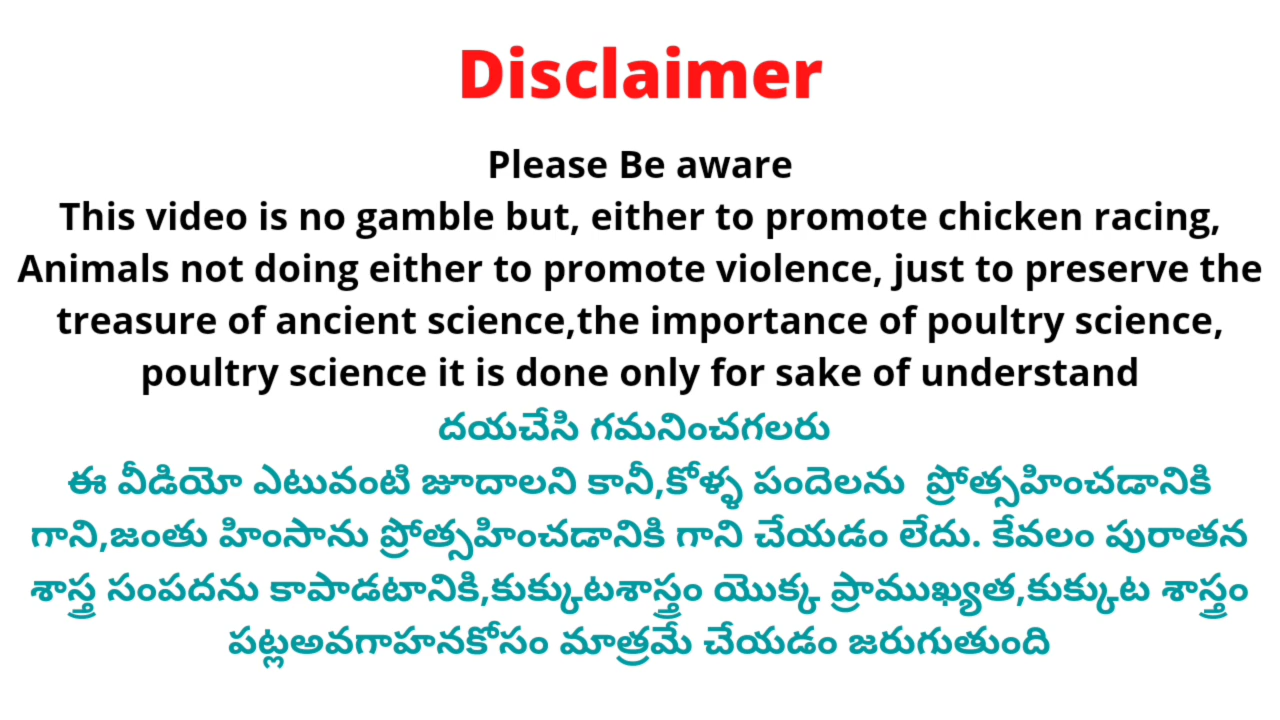 Disclaimer
Please Be aware
This video is no gamble but, either to promote chicken racing,
Animals not doing either to promote violence, just to preserve the
treasure of ancient science,the importance of poultry science,
poultry science it is done only for sake of understand
దయచేసి గమనించగలరు
ఈ వీడియో ఎటువంటి జూదాలని కానీ,కోళ్ళ పందెలను  ప్రోత్సహించడానికి
గాని,జంతు హింసాను ప్రోత్సహించడానికి గాని చేయడం లేదు. కేవలం పురాతన
శాస్త్ర సంపదను కాపాడటానికి,కుక్కుటశాస్త్రం యొక్క ప్రాముఖ్యత,కుక్కుట శాస్త్రం
పట్లఅవగాహనకోసం మాత్రమే చేయడం జరుగుతుంది